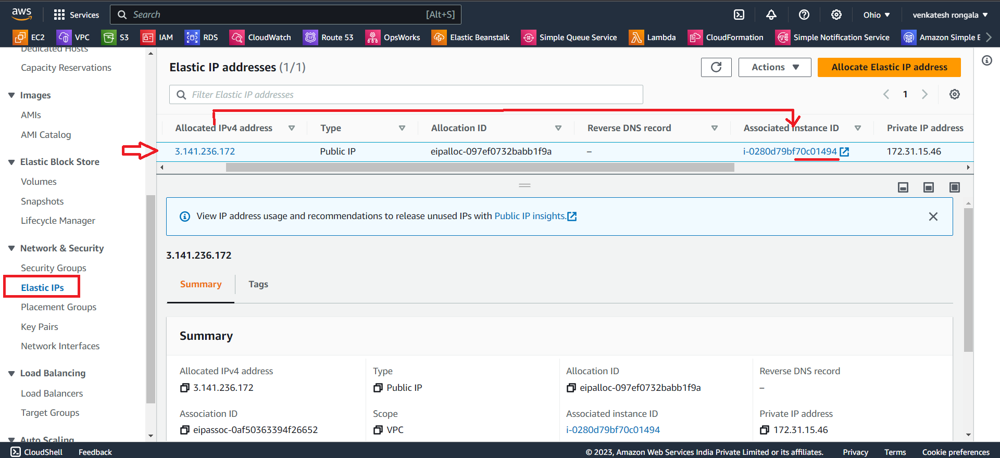 aws
Services
Search
[Alt+S]
Ohio
venkatesh rongala
EC2
VPC
S3
IAM
RDS
CloudWatch
Route 53
OpsWorks
Elastic Beanstalk
Simple Queue Service
Lambda
CloudFormation
Simple Notification Service
Amazon Simple E
Dedicated Hosts
Capacity Reservations
Images
AMIs
AMI Catalog
Elastic Block Store
Volumes
Snapshots
Lifecycle Manager
Network & Security
Security Groups
Elastic IPs
Placement Groups
Key Pairs
Network Interfaces
Load Balancing
Load Balancers
Target Groups
Auto Scaling
Elastic IP addresses (1/1)
Actions
Allocate Elastic IP address
Filter Elastic IP addresses
1
Allocated IPv4 address
Type
Allocation ID
Reverse DNS record
Associated instance ID
Private IP address
3.141.236.172
Public IP
eipalloc-097ef0732babb1f9a
–
i-0280d79bf70c01494
172.31.15.46
View IP address usage and recommendations to release unused IPs with Public IP insights.
3.141.236.172
Summary
Tags
Summary
Allocated IPv4 address
Type
Allocation ID
Reverse DNS record
3.141.236.172
Public IP
eipalloc-097ef0732babb1f9a
–
Association ID
Scope
Associated instance ID
Private IP address
eipassoc-0af50363394f26652
VPC
i-0280d79bf70c01494
172.31.15.46
CloudShell
Feedback
© 2023, Amazon Web Services India Private Limited or its affiliates.
Privacy
Terms
Cookie preferences